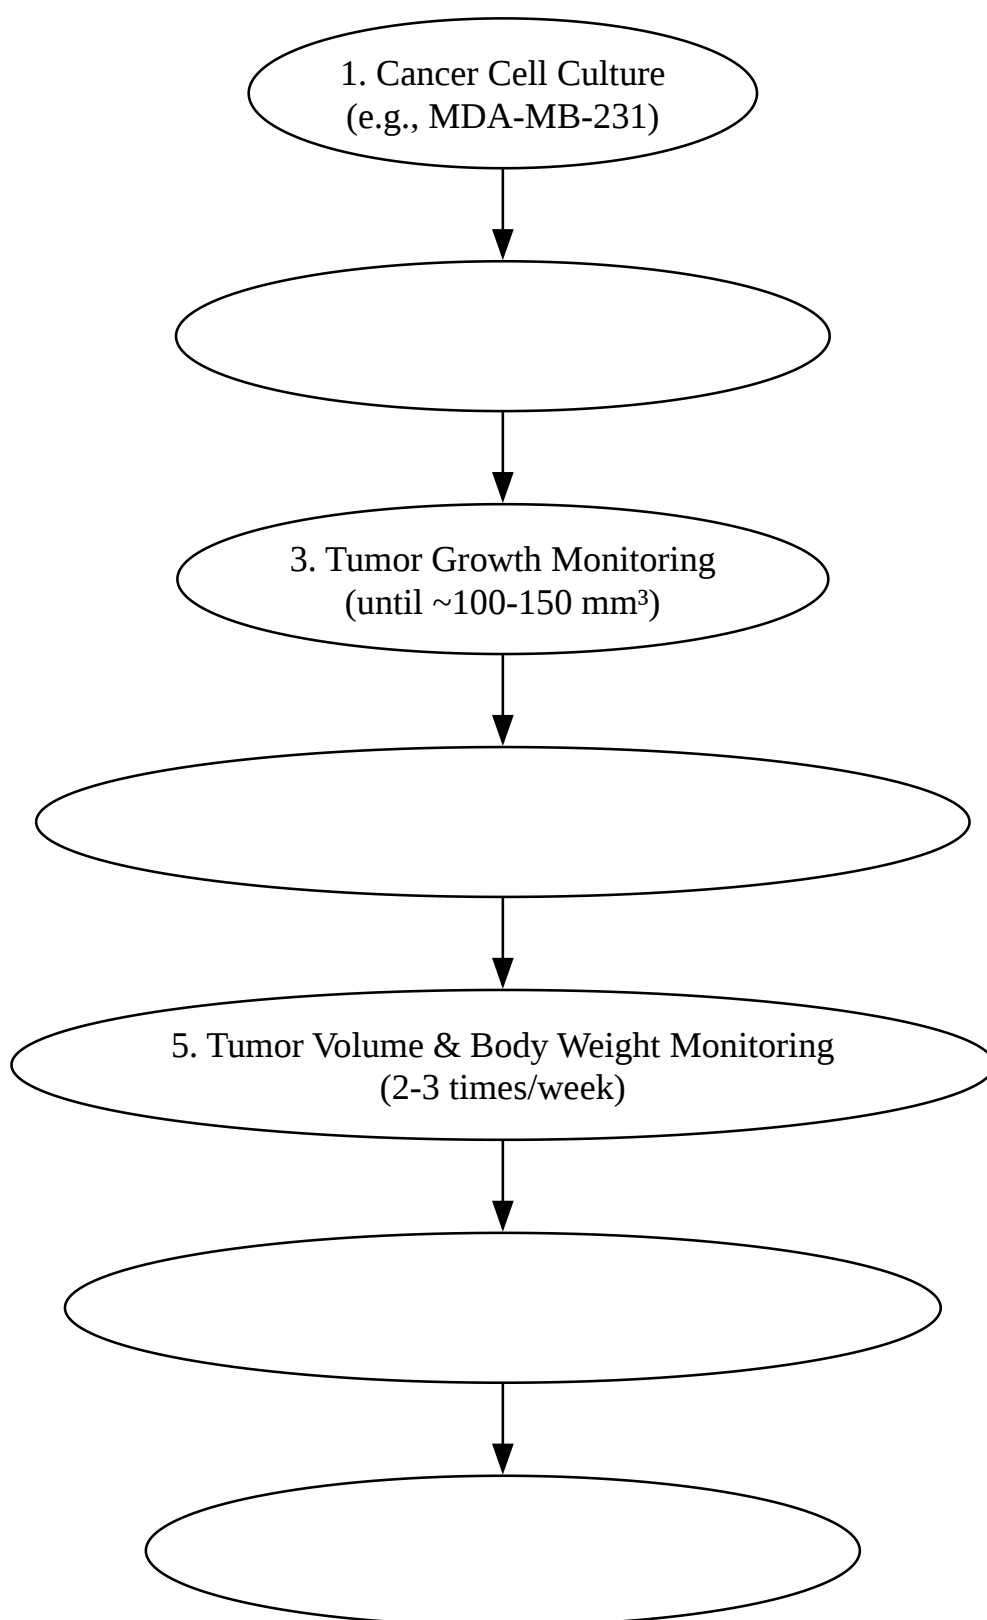 1. Cancer Cell Culture
(e.g., MDA-MB-231)
3. Tumor Growth Monitoring
(until ~100-150 mm³)
5. Tumor Volume & Body Weight Monitoring
(2-3 times/week)